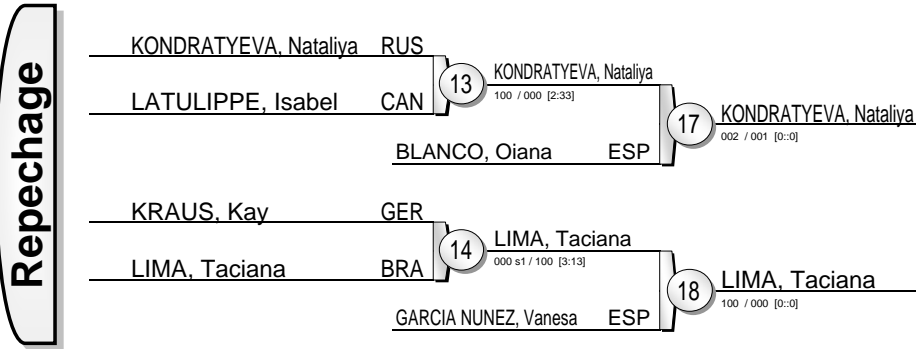 Repechage
KONDRATYEVA, Nataliya RUS
LATULIPPE, Isabel CAN
13
KONDRATYEVA, Nataliya
100 / 000 [2:33]
BLANCO, Oiana ESP
17
KONDRATYEVA, Nataliya
002 / 001 [0::0]
KRAUS, Kay GER
LIMA, Taciana BRA
14
LIMA, Taciana
000 s1 / 100 [3:13]
GARCIA NUNEZ, Vanesa ESP
18
LIMA, Taciana
100 / 000 [0::0]